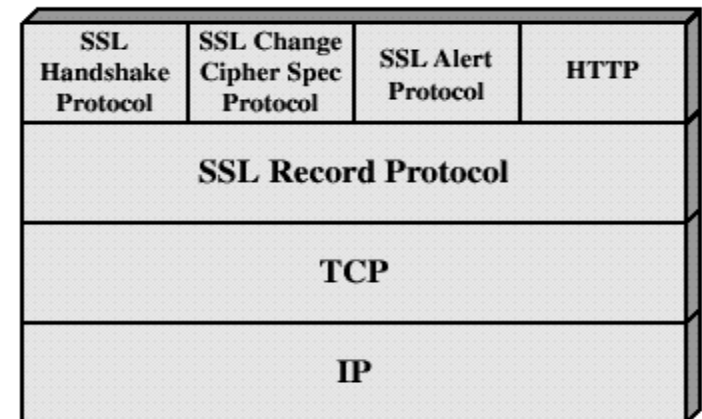 SSL
Handshake
Protocol
SSL Change
Cipher Spec
Protocol
SSL Alert
Protocol
HTTP
SSL Record Protocol
TCP
IP